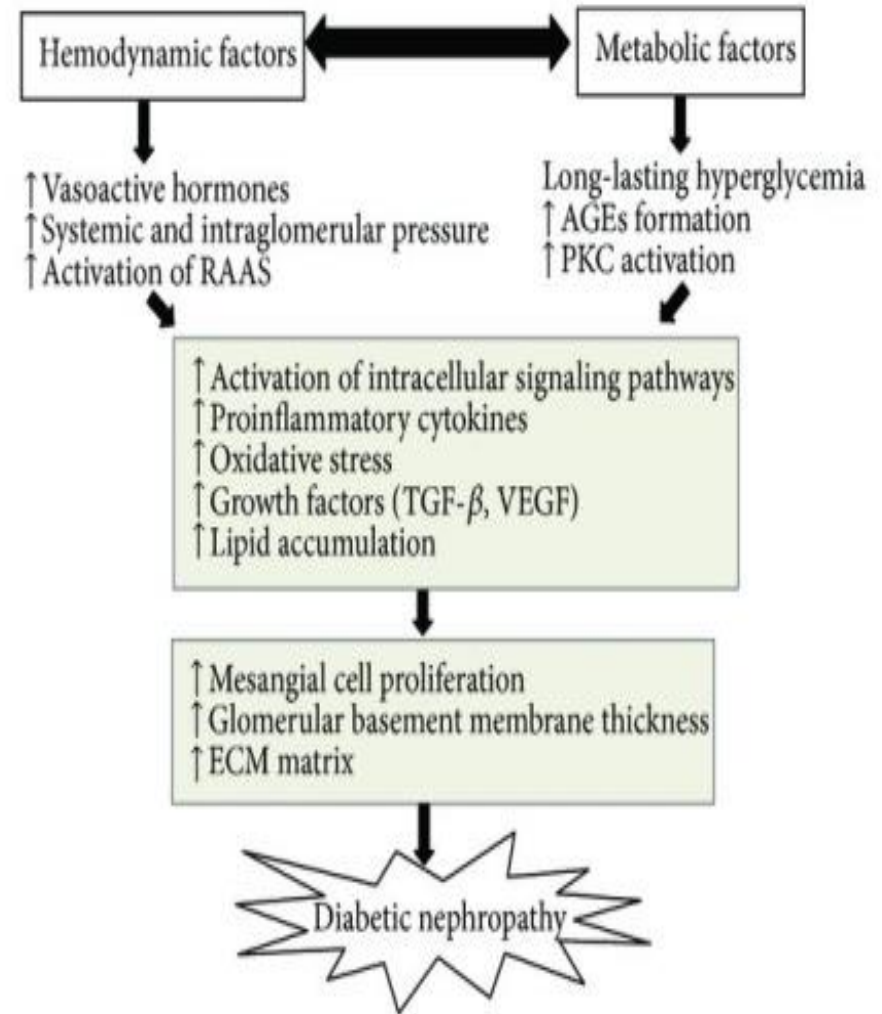 Hemodynamic factors
Metabolic factors
↑Vasoactive hormones
↑Systemic and intraglomerular pressure
↑Activation of RAAS
Long-lasting hyperglycemia
↑AGEs formation
↑PKC activation
↑Activation of intracellular signaling pathways
↑Proinflammatory cytokines
↑Oxidative stress
↑Growth factors (TGF-β, VEGF)
↑Lipid accumulation
↑Mesangial cell proliferation
↑Glomerular basement membrane thickness
↑ECM matrix
Diabetic nephropathy